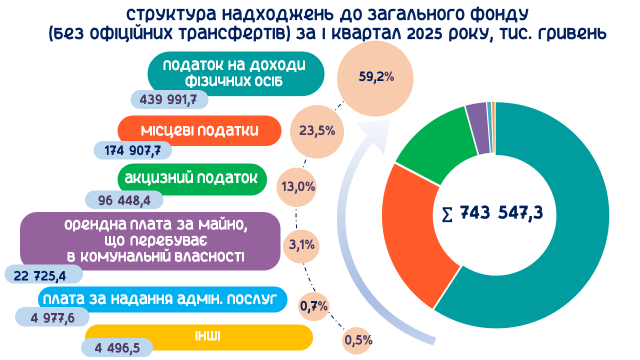 СТРУКТУРА НАДХОДЖЕНЬ ДО ЗАГАЛЬНОГО ФОНДУ
(БЕЗ ОФІЦІЙНИХ ТРАНСФЕРТІВ) ЗА І КВАРТАЛ 2025 РОКУ, ТИС. ГРИВЕНЬ
ПОДАТОК НА ДОХОДИ
ФІЗИЧНИХ ОСІБ
439 991,7
59,2%
МІСЦЕВІ ПОДАТКИ
174 907,7
23,5%
АКЦИЗНИЙ ПОДАТОК
96 448,4
13,0%
ОРЕНДНА ПЛАТА ЗА МАЙНО,
ЩО ПЕРЕБУВАЄ
В КОМУНАЛЬНІЙ ВЛАСНОСТІ
22 725,4
3,1%
ПЛАТА ЗА НАДАННЯ АДМІН. ПОСЛУГ
4 977,6
0,7%
ІНШІ
4 496,5
0,5%
∑ 743 547,3